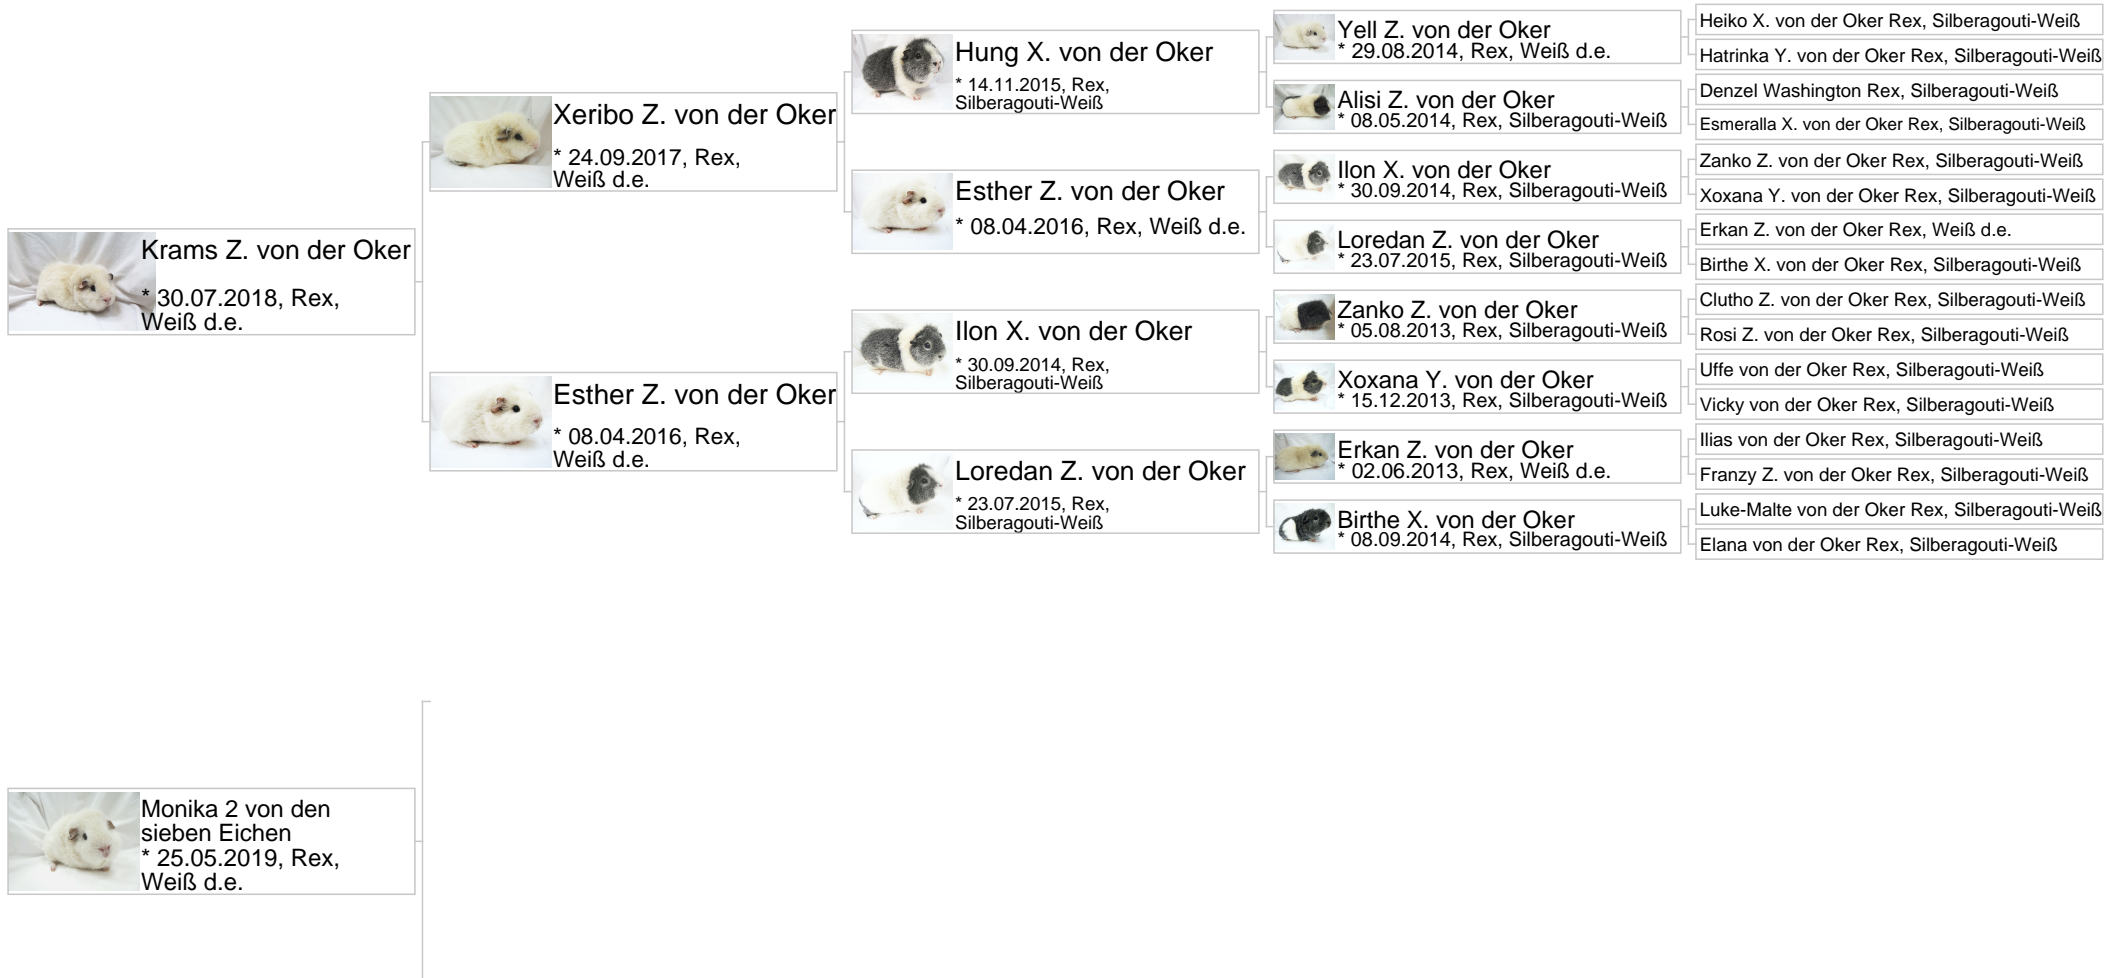 Krams Z. von der Oker
* 30.07.2018, Rex,
Weiß d.e.
Xeribo Z. von der Oker
* 24.09.2017, Rex,
Weiß d.e.
Esther Z. von der Oker
* 08.04.2016, Rex,
Weiß d.e.
Hung X. von der Oker
* 14.11.2015, Rex,
Silberagouti-Weiß
Esther Z. von der Oker
* 08.04.2016, Rex, Weiß d.e.
Ilon X. von der Oker
* 30.09.2014, Rex,
Silberagouti-Weiß
Loredan Z. von der Oker
* 23.07.2015, Rex,
Silberagouti-Weiß
Yell Z. von der Oker
* 29.08.2014, Rex, Weiß d.e.
Alisi Z. von der Oker
* 08.05.2014, Rex, Silberagouti-Weiß
Ilon X. von der Oker
* 30.09.2014, Rex, Silberagouti-Weiß
Loredan Z. von der Oker
* 23.07.2015, Rex, Silberagouti-Weiß
Zanko Z. von der Oker
* 05.08.2013, Rex, Silberagouti-Weiß
Xoxana Y. von der Oker
* 15.12.2013, Rex, Silberagouti-Weiß
Erkan Z. von der Oker
* 02.06.2013, Rex, Weiß d.e.
Birthe X. von der Oker
* 08.09.2014, Rex, Silberagouti-Weiß
Heiko X. von der Oker Rex, Silberagouti-Weiß
Hatrinka Y. von der Oker Rex, Silberagouti-Weiß
Denzel Washington Rex, Silberagouti-Weiß
Esmeralla X. von der Oker Rex, Silberagouti-Weiß
Zanko Z. von der Oker Rex, Silberagouti-Weiß
Xoxana Y. von der Oker Rex, Silberagouti-Weiß
Erkan Z. von der Oker Rex, Weiß d.e.
Birthe X. von der Oker Rex, Silberagouti-Weiß
Clutho Z. von der Oker Rex, Silberagouti-Weiß
Rosi Z. von der Oker Rex, Silberagouti-Weiß
Uffe von der Oker Rex, Silberagouti-Weiß
Vicky von der Oker Rex, Silberagouti-Weiß
Ilias von der Oker Rex, Silberagouti-Weiß
Franzy Z. von der Oker Rex, Silberagouti-Weiß
Luke-Malte von der Oker Rex, Silberagouti-Weiß
Elana von der Oker Rex, Silberagouti-Weiß
Monika 2 von den
sieben Eichen
* 25.05.2019, Rex,
Weiß d.e.